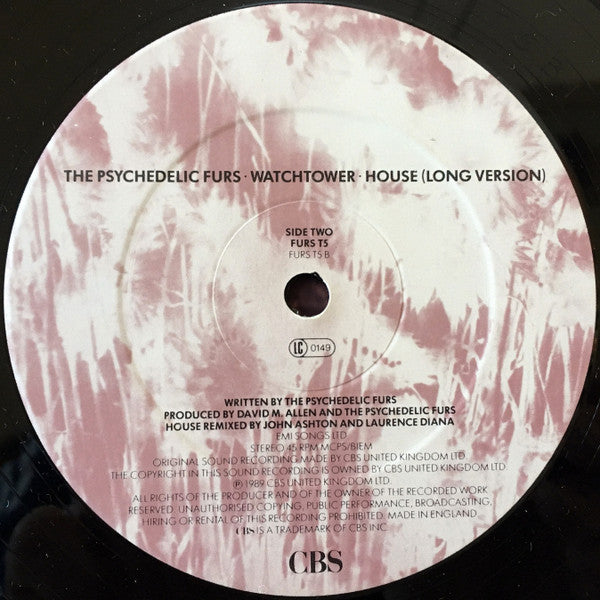 THE PSYCHEDELIC FURS · WATCHTOWER · HOUSE (LONG VERSION)
SIDE TWO
FURS T5
FURS T5 B
LC 0149
WRITTEN BY THE PSYCHEDELIC FURS
PRODUCED BY DAVID M. ALLEN AND THE PSYCHEDELIC FURS
HOUSE REMIXED BY JOHN ASHTON AND LAURENCE DIANA
EMI SONGS LTD
STEREO 45 RPM MCPS/BIEM
ORIGINAL SOUND RECORDING MADE BY CBS UNITED KINGDOM LTD
THE COPYRIGHT IN THIS SOUND RECORDING IS OWNED BY CBS UNITED KINGDOM LTD
℗ 1989 CBS UNITED KINGDOM LTD
ALL RIGHTS OF THE PRODUCER AND OF THE OWNER OF THE RECORDED WORK
RESERVED. UNAUTHORISED COPYING, PUBLIC PERFORMANCE, BROADCASTING,
HIRING OR RENTAL OF THIS RECORDING PROHIBITED. MADE IN ENGLAND.
CBS IS A TRADEMARK OF CBS INC
CBS